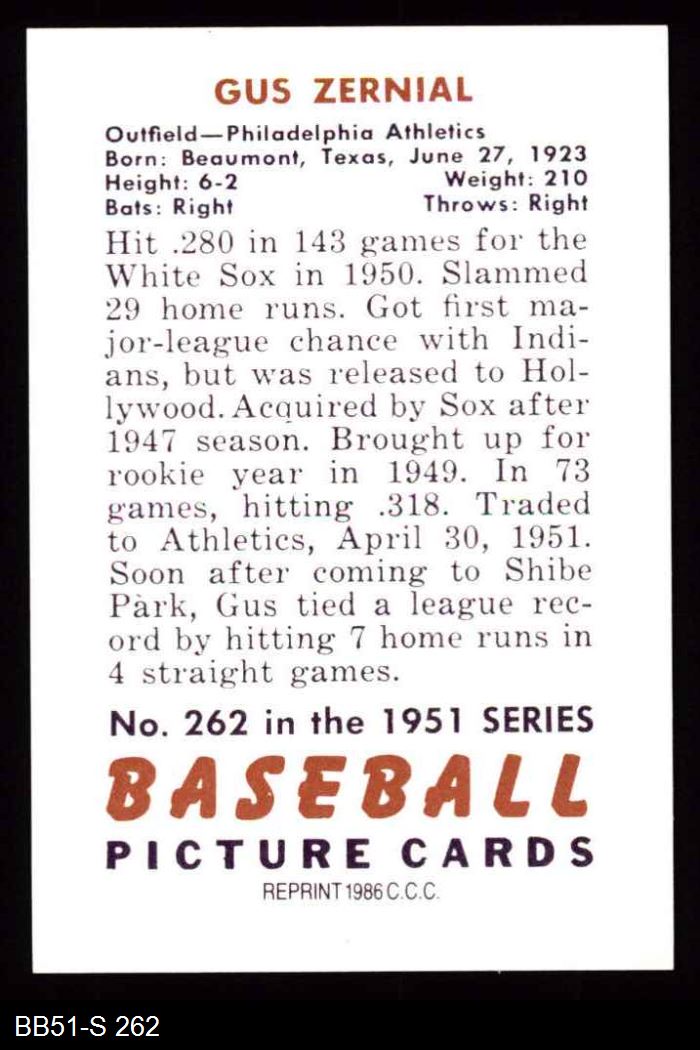 GUS ZERNIAL
Outfield—Philadelphia Athletics
Born: Beaumont, Texas, June 27, 1923
Height: 6-2 Weight: 210
Bats: Right Throws: Right
Hit .280 in 143 games for the
White Sox in 1950. Slammed
29 home runs. Got first ma-
jor-league chance with Indi-
ans, but was released to Hol-
lywood. Acquired by Sox after
1947 season. Brought up for
rookie year in 1949. In 73
games, hitting .318. Traded
to Athletics, April 30, 1951.
Soon after coming to Shibe
Park, Gus tied a league rec-
ord by hitting 7 home runs in
4 straight games.
No. 262 in the 1951 SERIES
BASEBALL
PICTURE CARDS
REPRINT 1986 C.C.C.
BB51-S 262